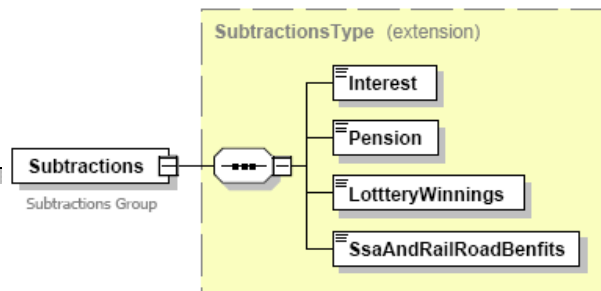 SubtractionsType (extension)
Interest
Pension
Subtractions
Subtractions Group
LottteryWinnings
SsaAndRailRoadBenfits